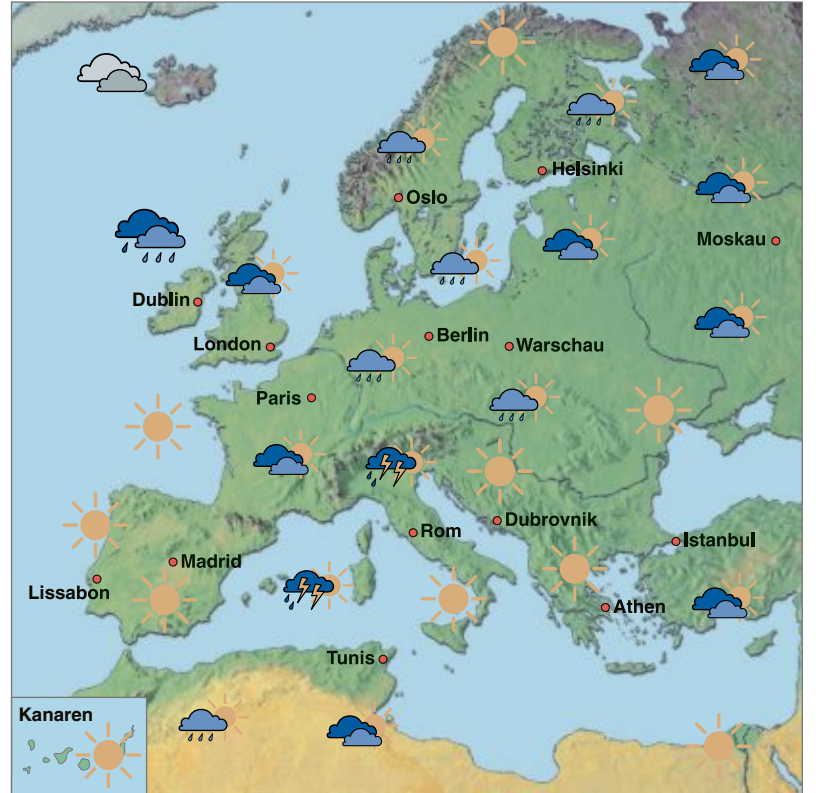 Helsinki
Oslo
Moskau
Dublin
Berlin
London
Warschau
Paris
Dubrovnik
Rom
Istanbul
Madrid
Lissabon
Athen
Tunis
Kanaren